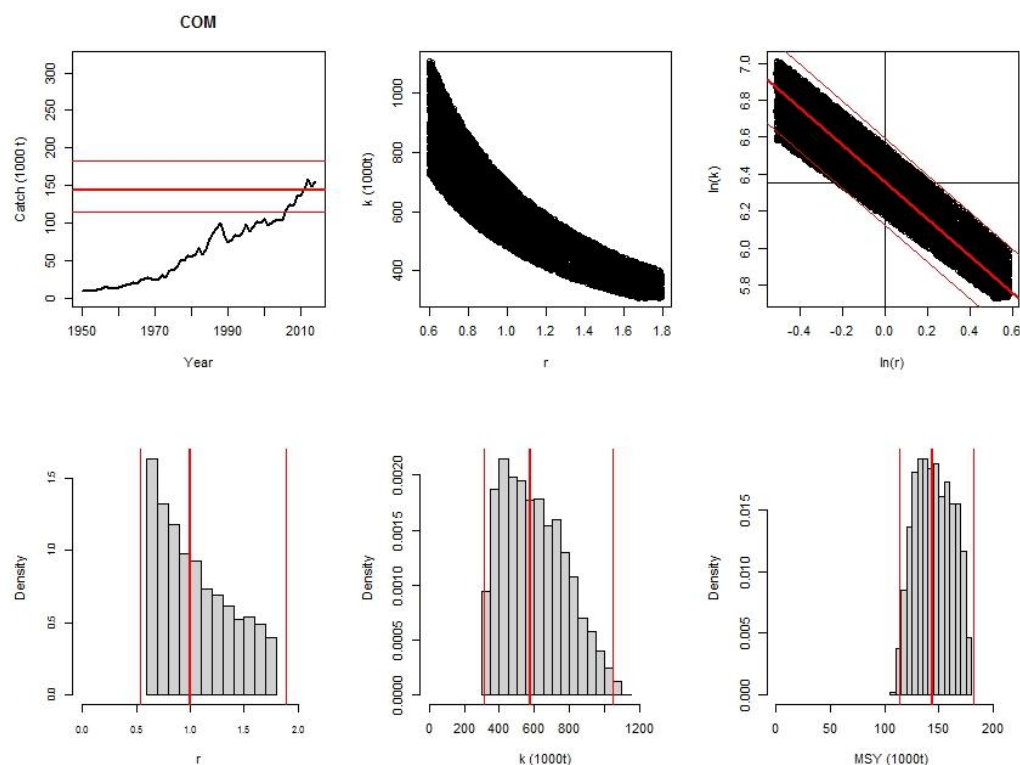 COM
Catch (1000 t)
0 50 100 150 200 250 300
1950 1970 1990 2010
Year
k (1000t)
400 600 800 1000
0.6 0.8 1.0 1.2 1.4 1.6 1.8
r
ln(k)
5.8 6.0 6.2 6.4 6.6 6.8 7.0
-0.4 -0.2 0.0 0.2 0.4 0.6
ln(r)
Density
0.0 0.5 1.0 1.5
0.0 0.5 1.0 1.5 2.0
r
Density
0.0000 0.0005 0.0010 0.0015 0.0020
0 200 400 600 800 1200
k (1000t)
Density
0.000 0.005 0.010 0.015
0 50 100 150 200
MSY (1000t)